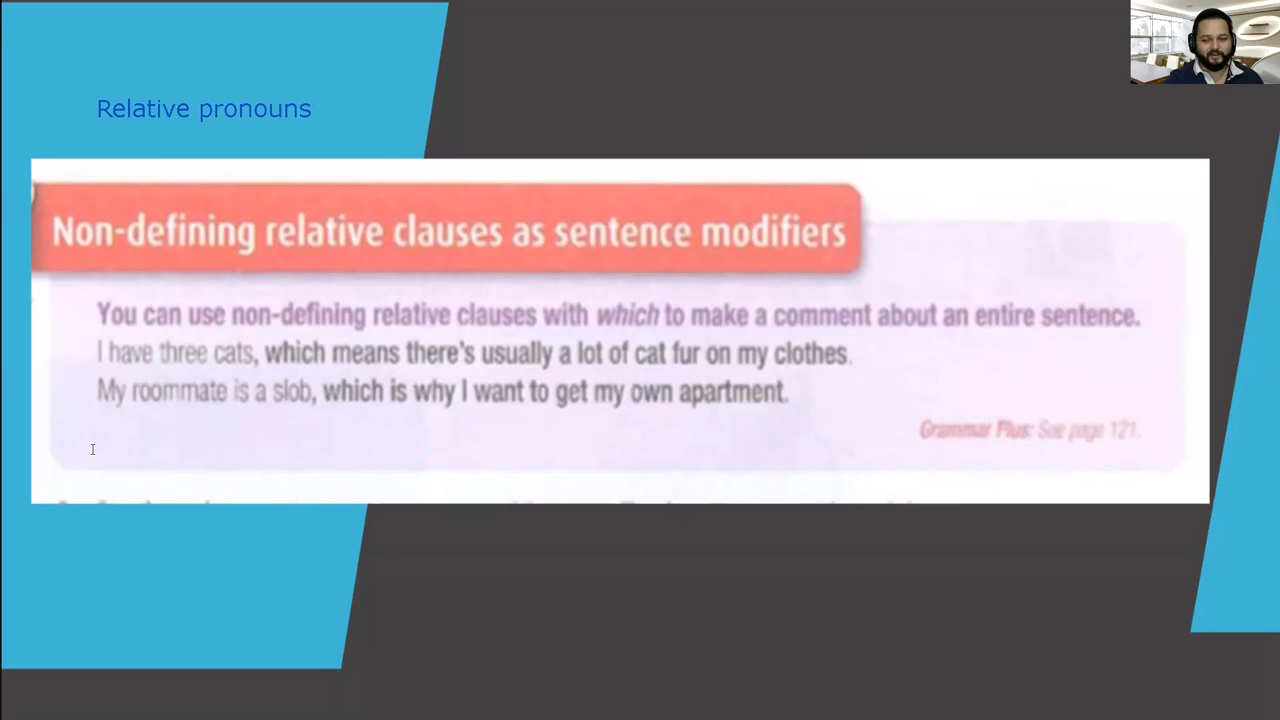 Relative pronouns
Non-defining relative clauses as sentence modifiers
You can use non-defining relative clauses with which to make a comment about an entire sentence.
I have three cats, which means there's usually a lot of cat fur on my clothes.
My roommate is a slob, which is why I want to get my own apartment.
Grammar Plus: See page 121.